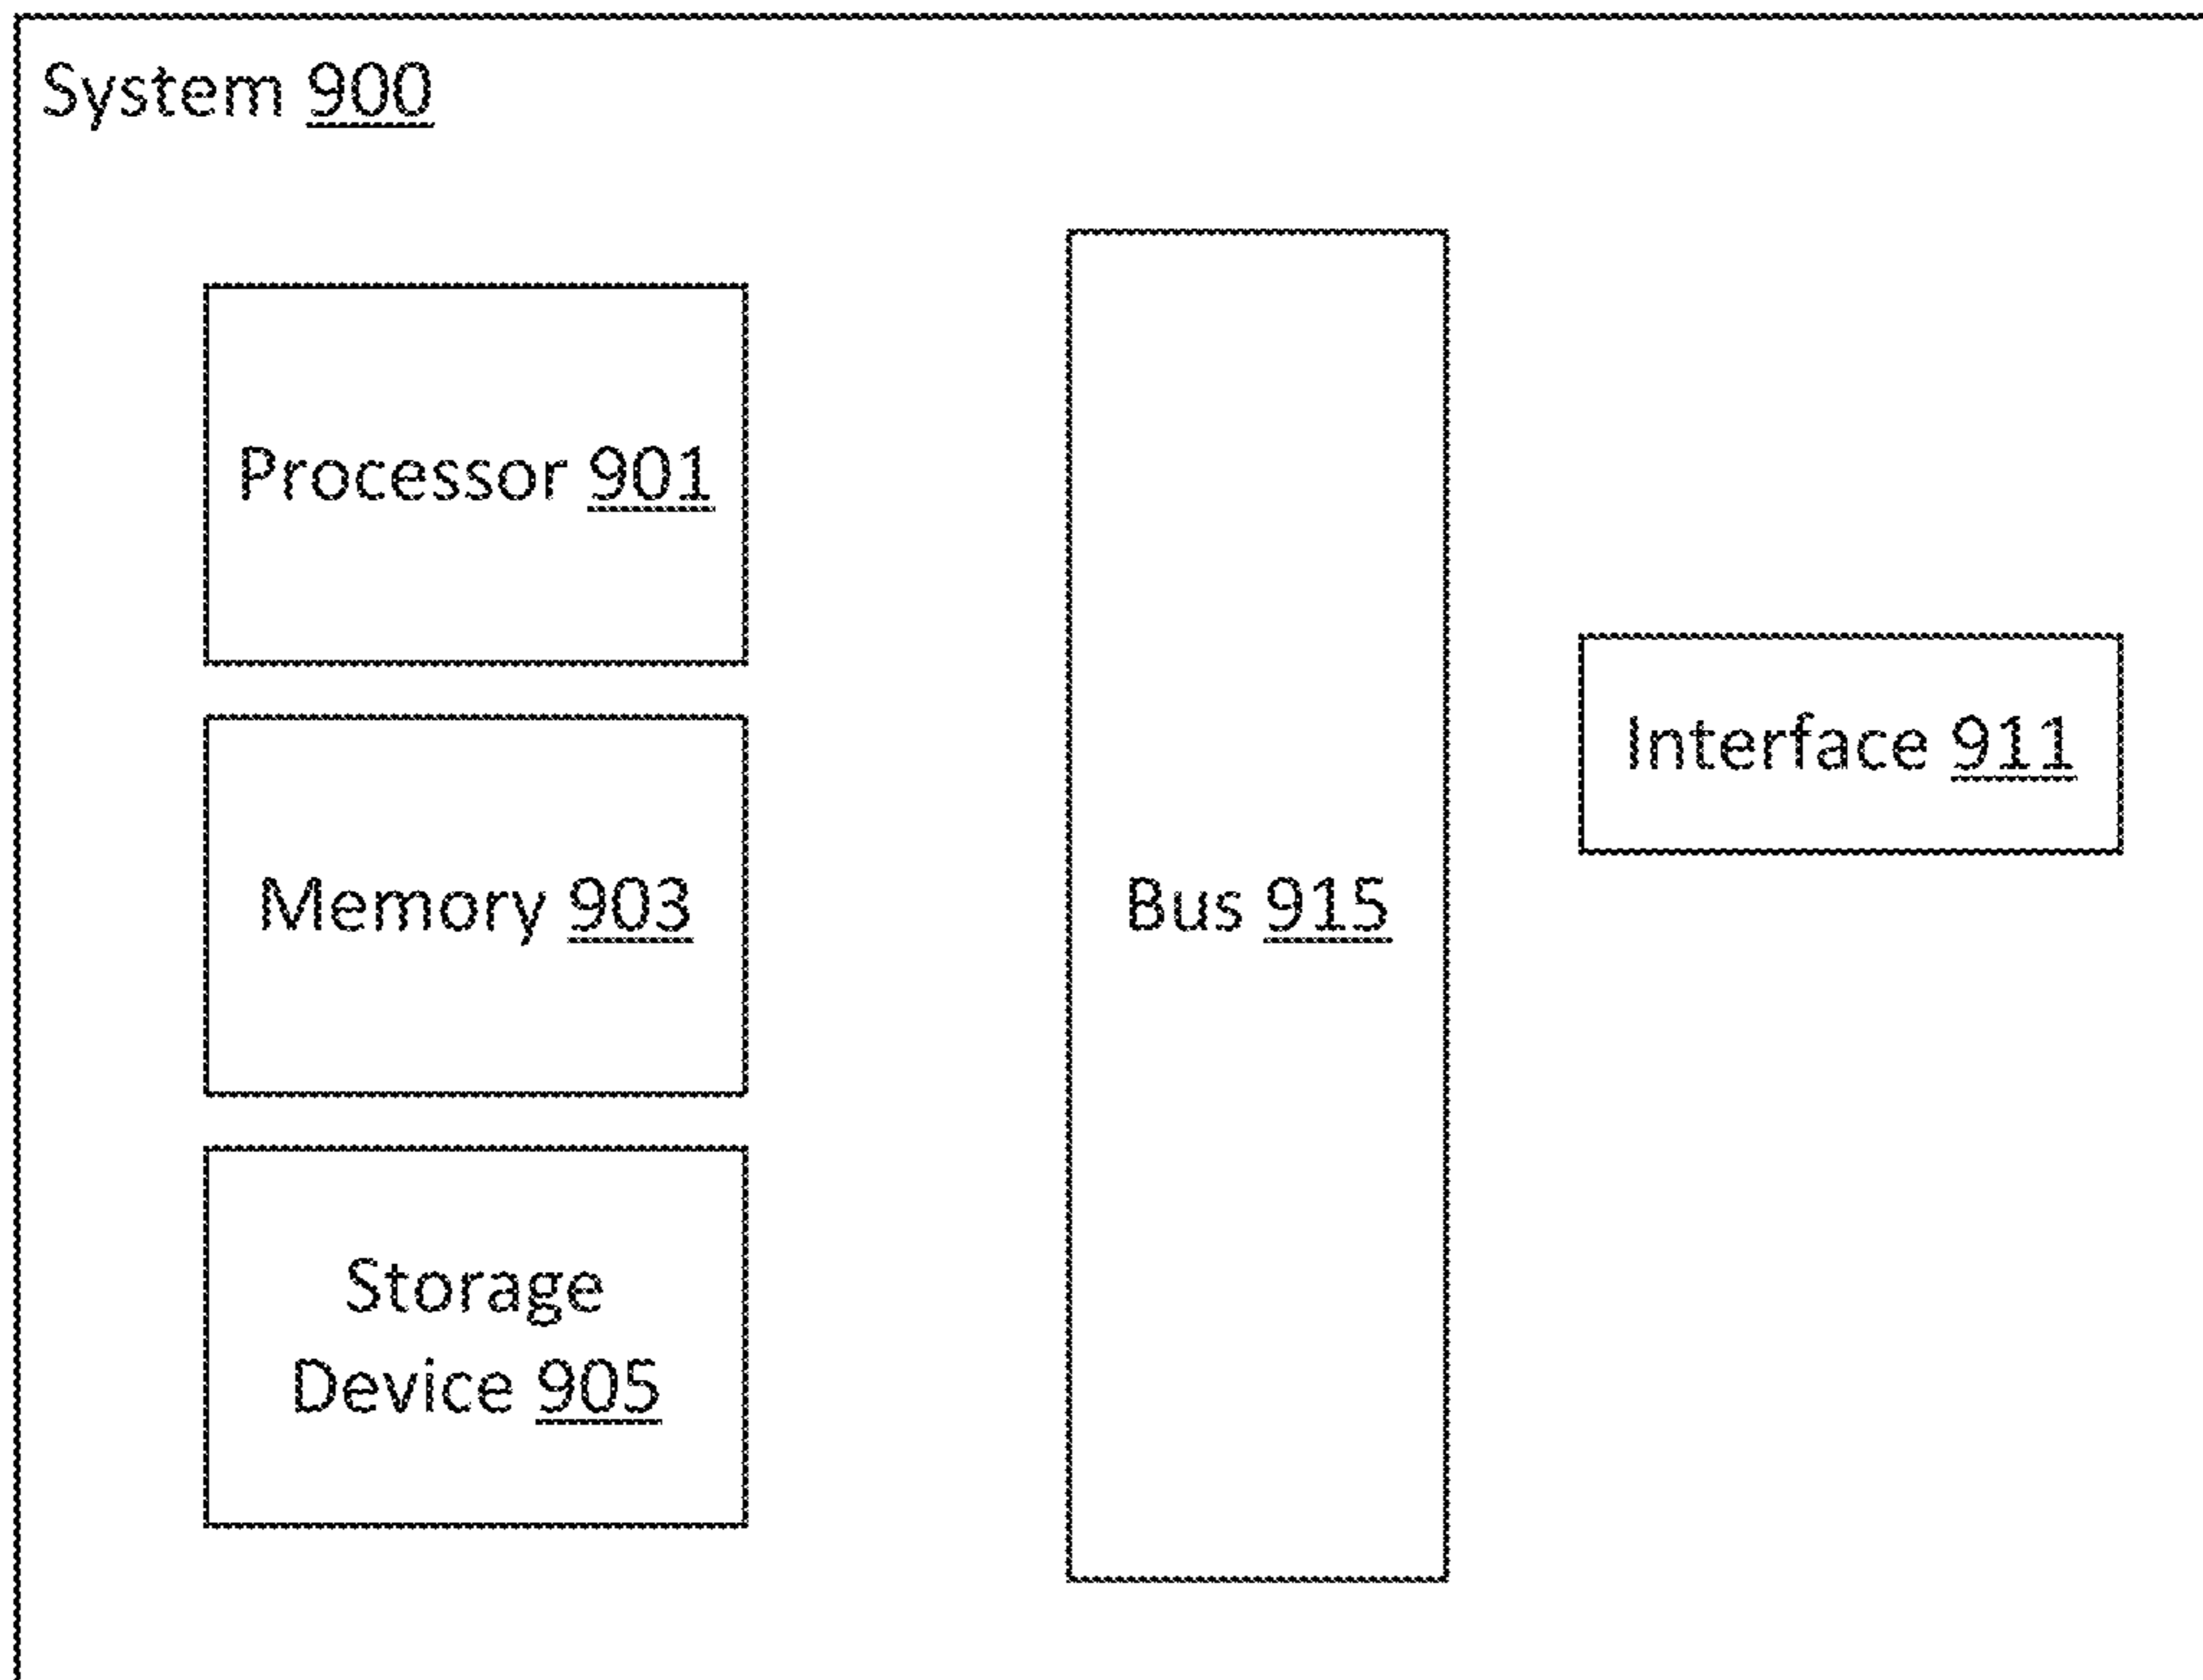 System 900
Processor 901
Interface 911
Memory 903
Bus 915
Storage
Device 905